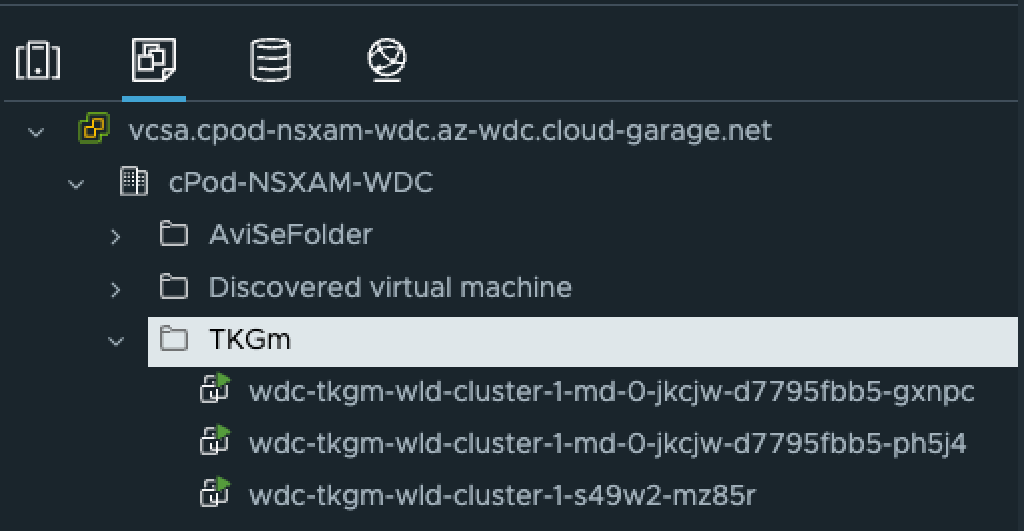 vcsa.cpod-nsxam-wdc.az-wdc.cloud-garage.net
cPod-NSXAM-WDC
AviSeFolder
Discovered virtual machine
TKGm
wdc-tkgm-wld-cluster-1-md-0-jkcjw-d7795fbb5-gxnpc
wdc-tkgm-wld-cluster-1-md-0-jkcjw-d7795fbb5-ph5j4
wdc-tkgm-wld-cluster-1-s49w2-mz85r